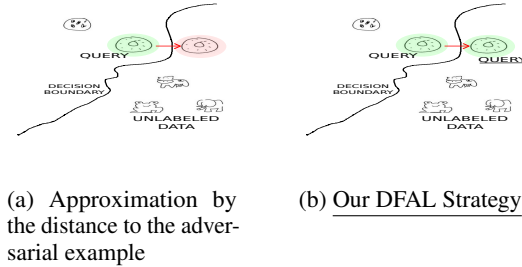 QUERY
DECISION
BOUNDARY
UNLABELED
DATA
QUERY
QUERY
DECISION
BOUNDARY
UNLABELED
DATA
(a) Approximation by
the distance to the adver-
sarial example
(b) Our DFAL Strategy